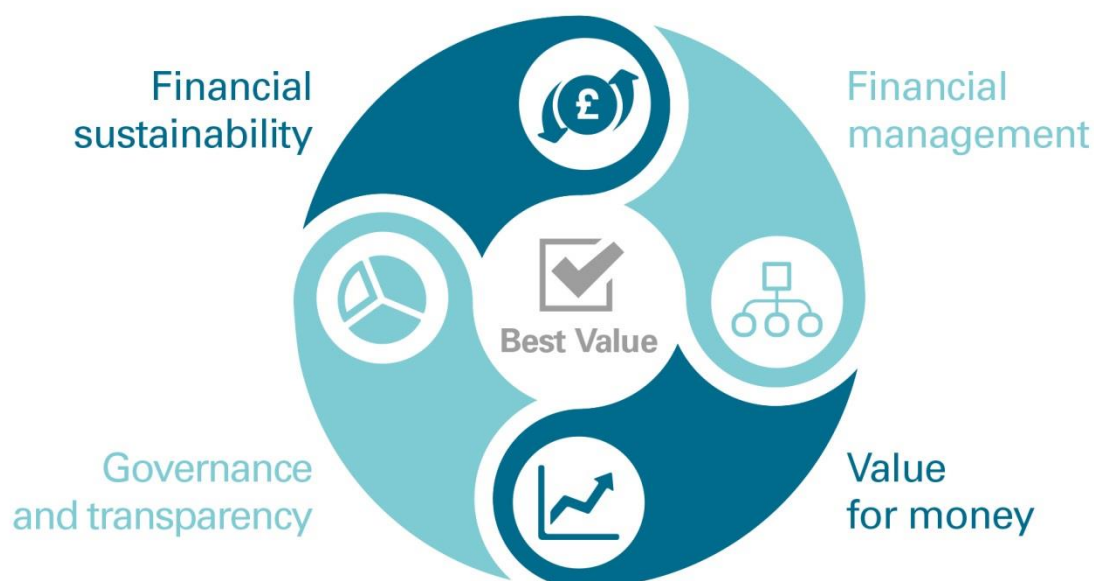 Financial
sustainability
£
Financial
management
Best Value
Governance
and transparency
Value
for money